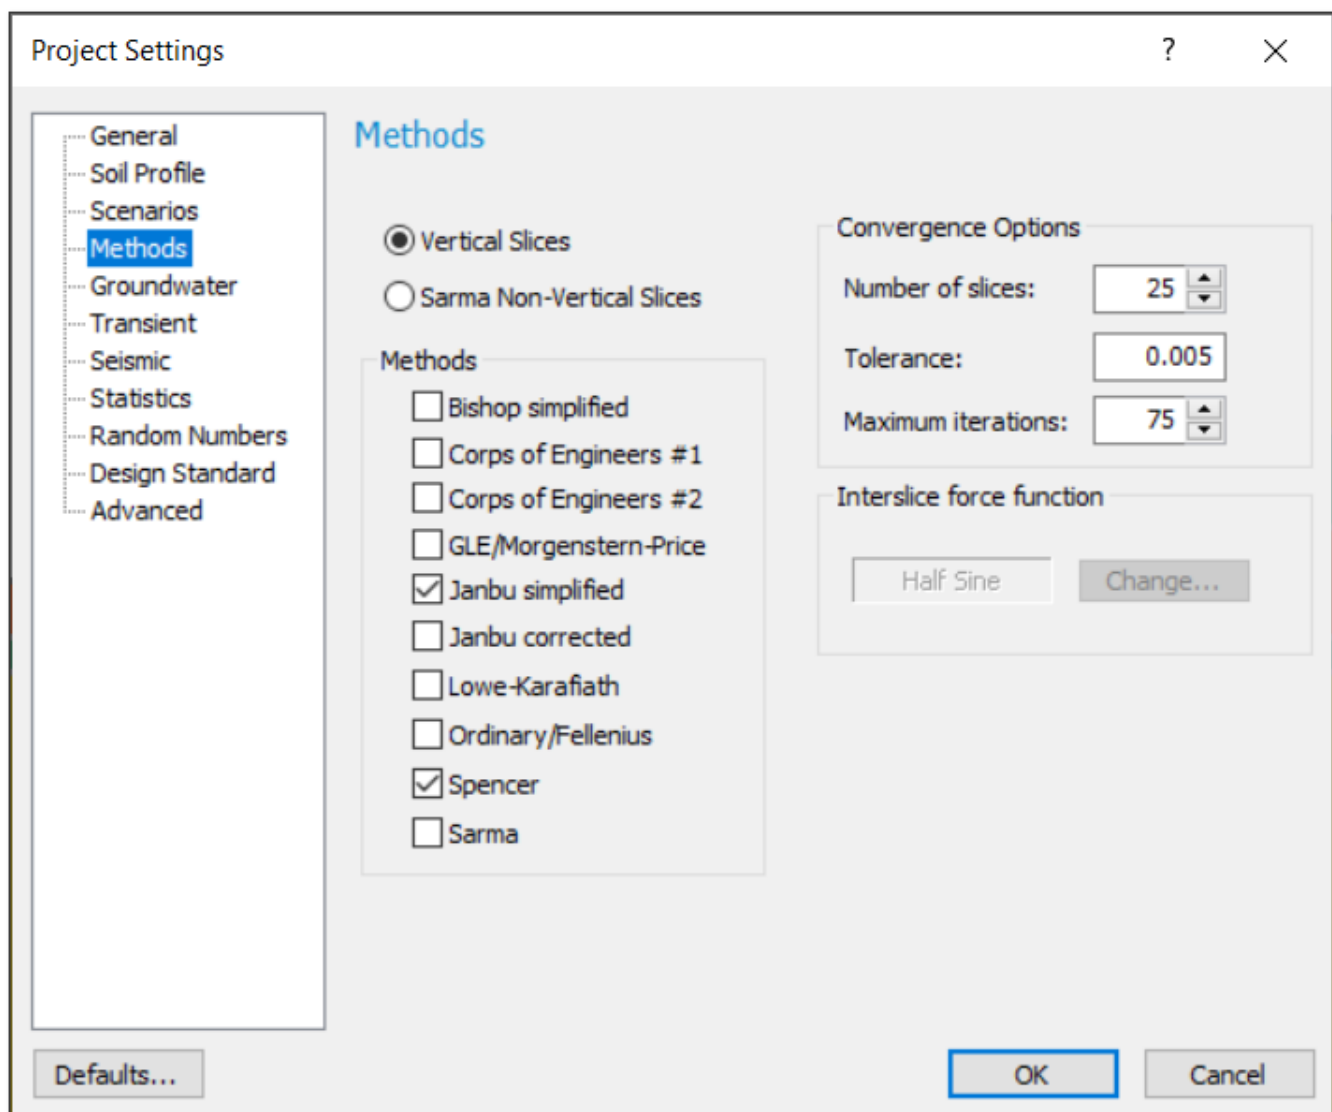 Project Settings
?
General
Soil Profile
Scenarios
Methods
Groundwater
Transient
Seismic
Statistics
Random Numbers
Design Standard
Advanced
Methods
Vertical Slices
Sarma Non-Vertical Slices
Methods
Bishop simplified
Corps of Engineers #1
Corps of Engineers #2
GLE/Morgenstern-Price
Janbu simplified
Janbu corrected
Lowe-Karafiath
Ordinary/Fellenius
Spencer
Sarma
Convergence Options
Number of slices: 25
Tolerance: 0.005
Maximum iterations: 75
Interslice force function
Half Sine Change...
Defaults... OK Cancel